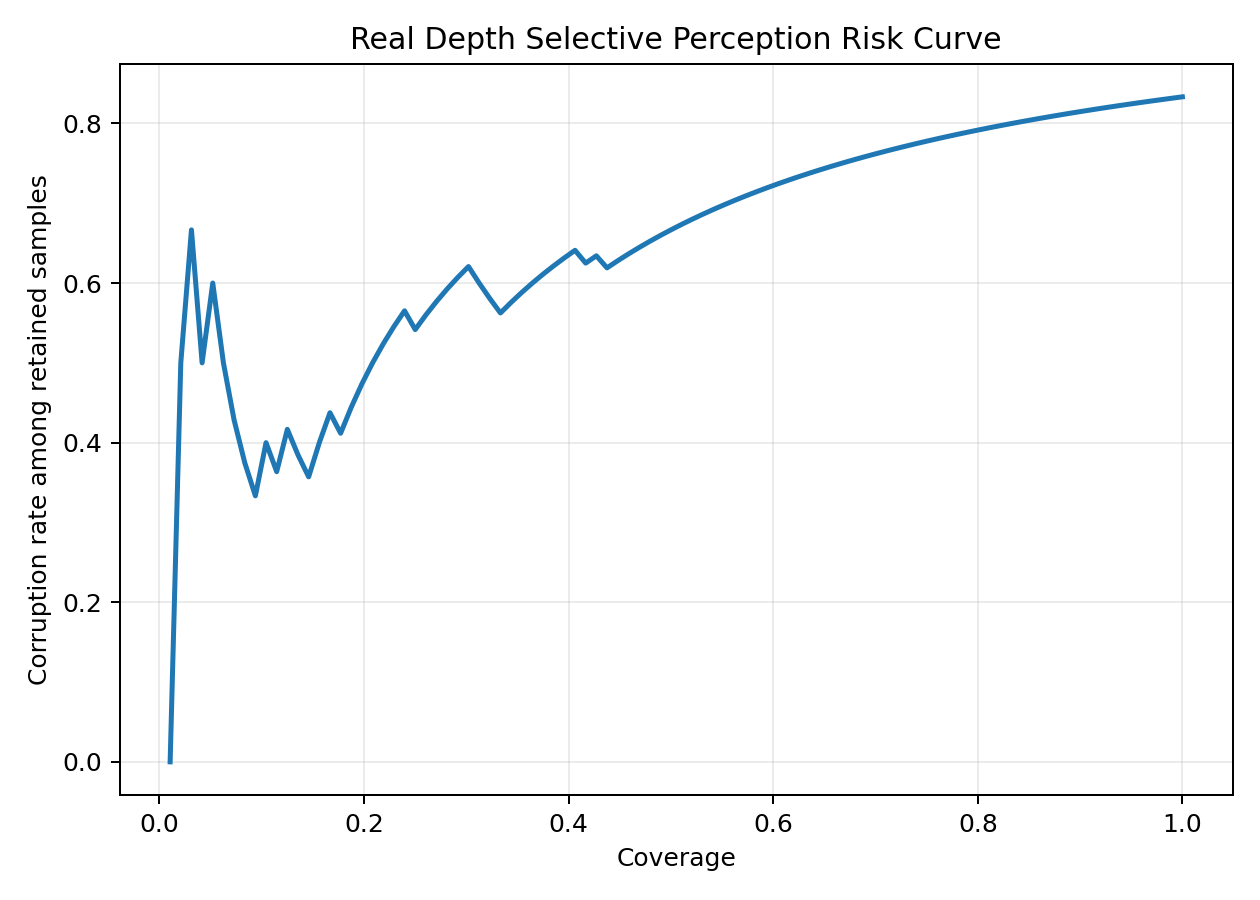 Real Depth Selective Perception Risk Curve
Corruption rate among retained samples
0.8
0.6
0.4
0.2
0.0
0.0 0.2 0.4 0.6 0.8 1.0
Coverage